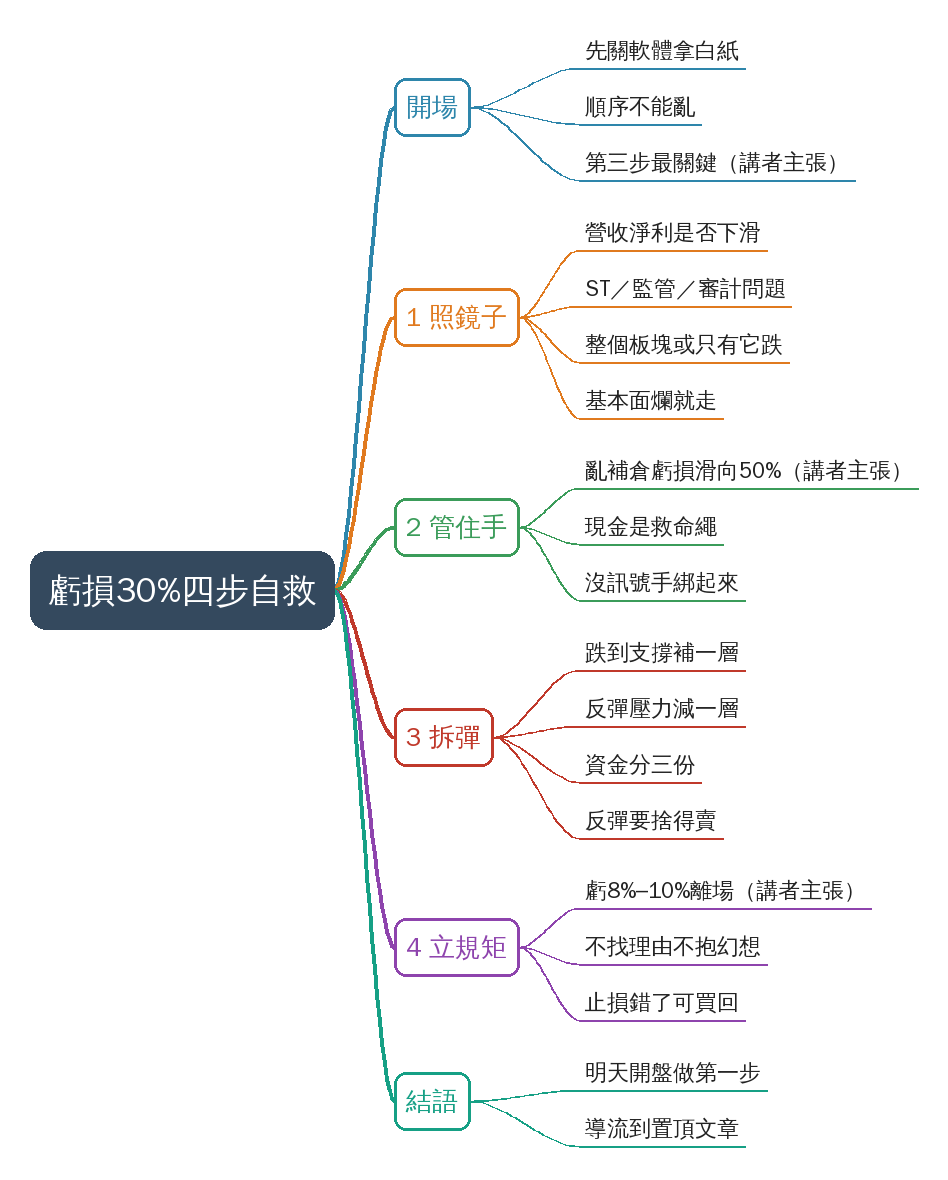 虧損30%四步自救
開場
先關軟體拿白紙
順序不能亂
第三步最關鍵（講者主張）
1 照鏡子
營收淨利是否下滑
ST／監管／審計問題
整個板塊或只有它跌
基本面爛就走
2 管住手
亂補倉虧損滑向50%（講者主張）
現金是救命繩
沒訊號手綁起來
3 拆彈
跌到支撐補一層
反彈壓力減一層
資金分三份
反彈要捨得賣
4 立規矩
虧8%–10%離場（講者主張）
不找理由不抱幻想
止損錯了可買回
結語
明天開盤做第一步
導流到置頂文章